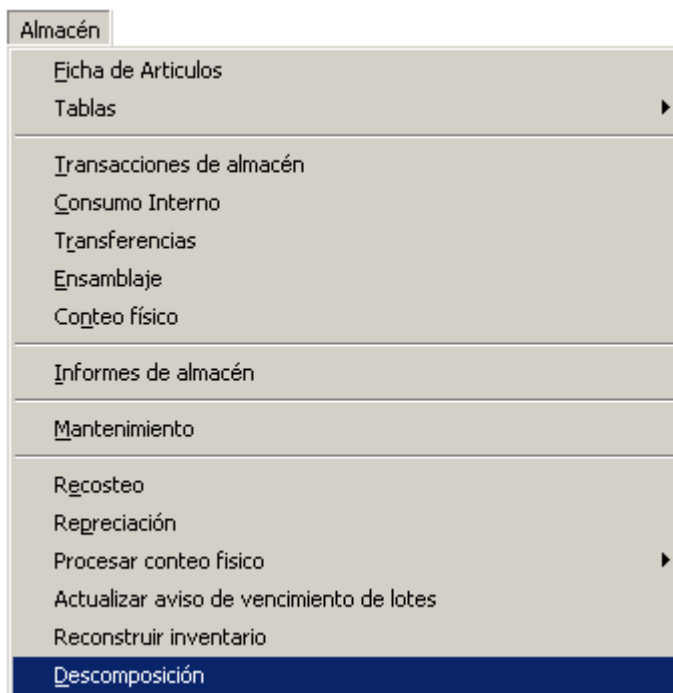 Almacén
Ficha de Articulos
Tablas
Transacciones de almacén
Consumo Interno
Transferencias
Ensamblaje
Conteo físico
Informes de almacén
Mantenimiento
Recosteo
Repreciación
Procesar conteo fisico
Actualizar aviso de vencimiento de lotes
Reconstruir inventario
Descomposición